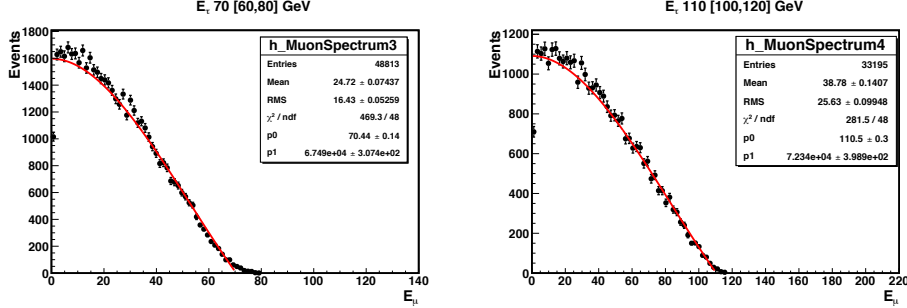 E_τ 70 [60,80] GeV
Events
1800
1600
1400
1200
1000
800
600
400
200
0
0 20 40 60 80 100 120 140
E_μ
h_MuonSpectrum3
Entries 48813
Mean 24.72 ± 0.07437
RMS 16.43 ± 0.05259
χ² / ndf 469.3 / 48
p0 70.44 ± 0.14
p1 6.749e+04 ± 3.074e+02
E_τ 110 [100,120] GeV
Events
1200
1000
800
600
400
200
0
0 20 40 60 80 100 120 140 160 180 200 220
E_μ
h_MuonSpectrum4
Entries 33195
Mean 38.78 ± 0.1407
RMS 25.63 ± 0.09948
χ² / ndf 281.5 / 48
p0 110.5 ± 0.3
p1 7.234e+04 ± 3.989e+02